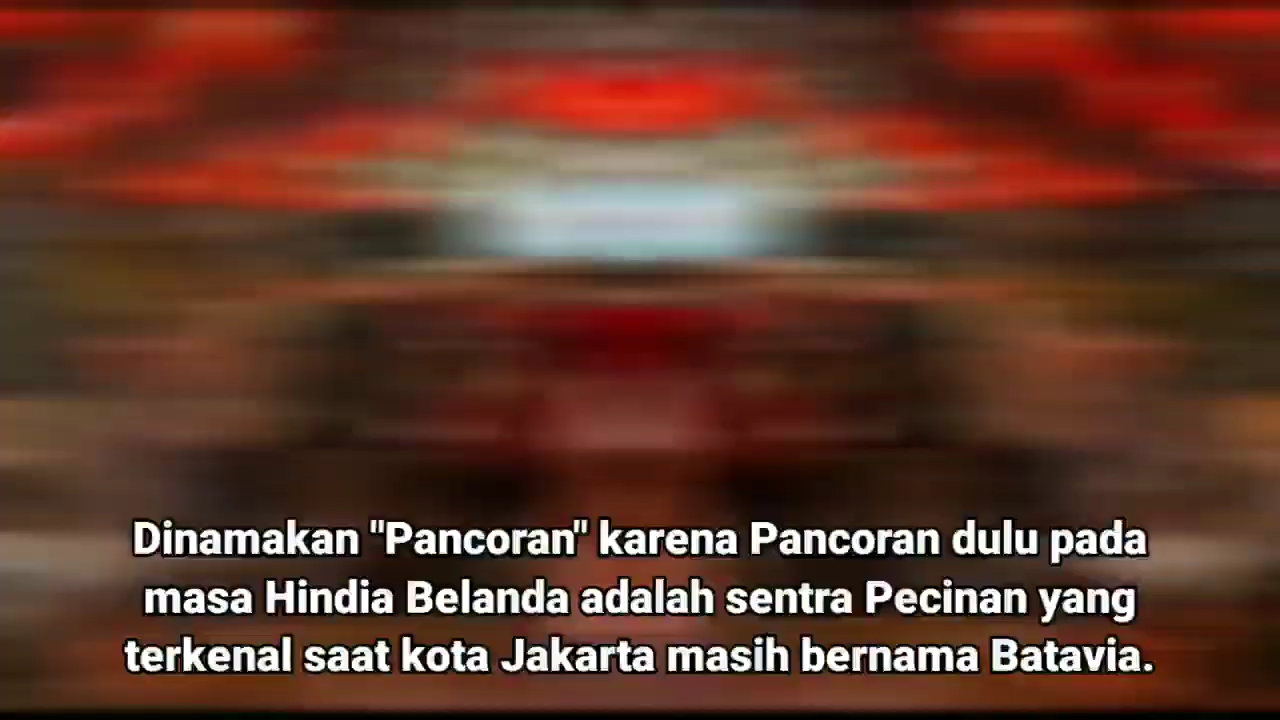 Dinamakan "Pancoran" karena Pancoran dulu pada
masa Hindia Belanda adalah sentra Pecinan yang
terkenal saat kota Jakarta masih bernama Batavia.